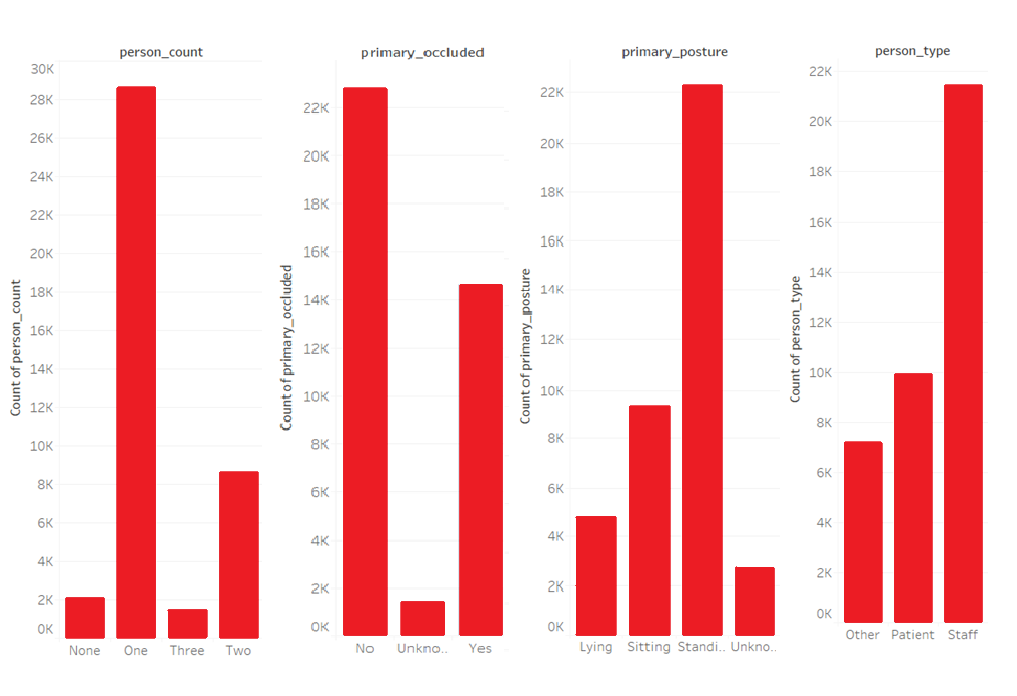 person_count
30K
28K
26K
24K
22K
20K
18K
16K
14K
12K
10K
8K
6K
4K
2K
0K
Count of person_count
None One Three Two
primary_occluded
22K
20K
18K
16K
14K
12K
10K
8K
6K
4K
2K
0K
Count of primary_occluded
No Unkno.. Yes
primary_posture
22K
20K
18K
16K
14K
12K
10K
8K
6K
4K
2K
0K
Count of primary_posture
Lying Sitting Standi.. Unkno..
person_type
22K
20K
18K
16K
14K
12K
10K
8K
6K
4K
2K
0K
Count of person_type
Other Patient Staff